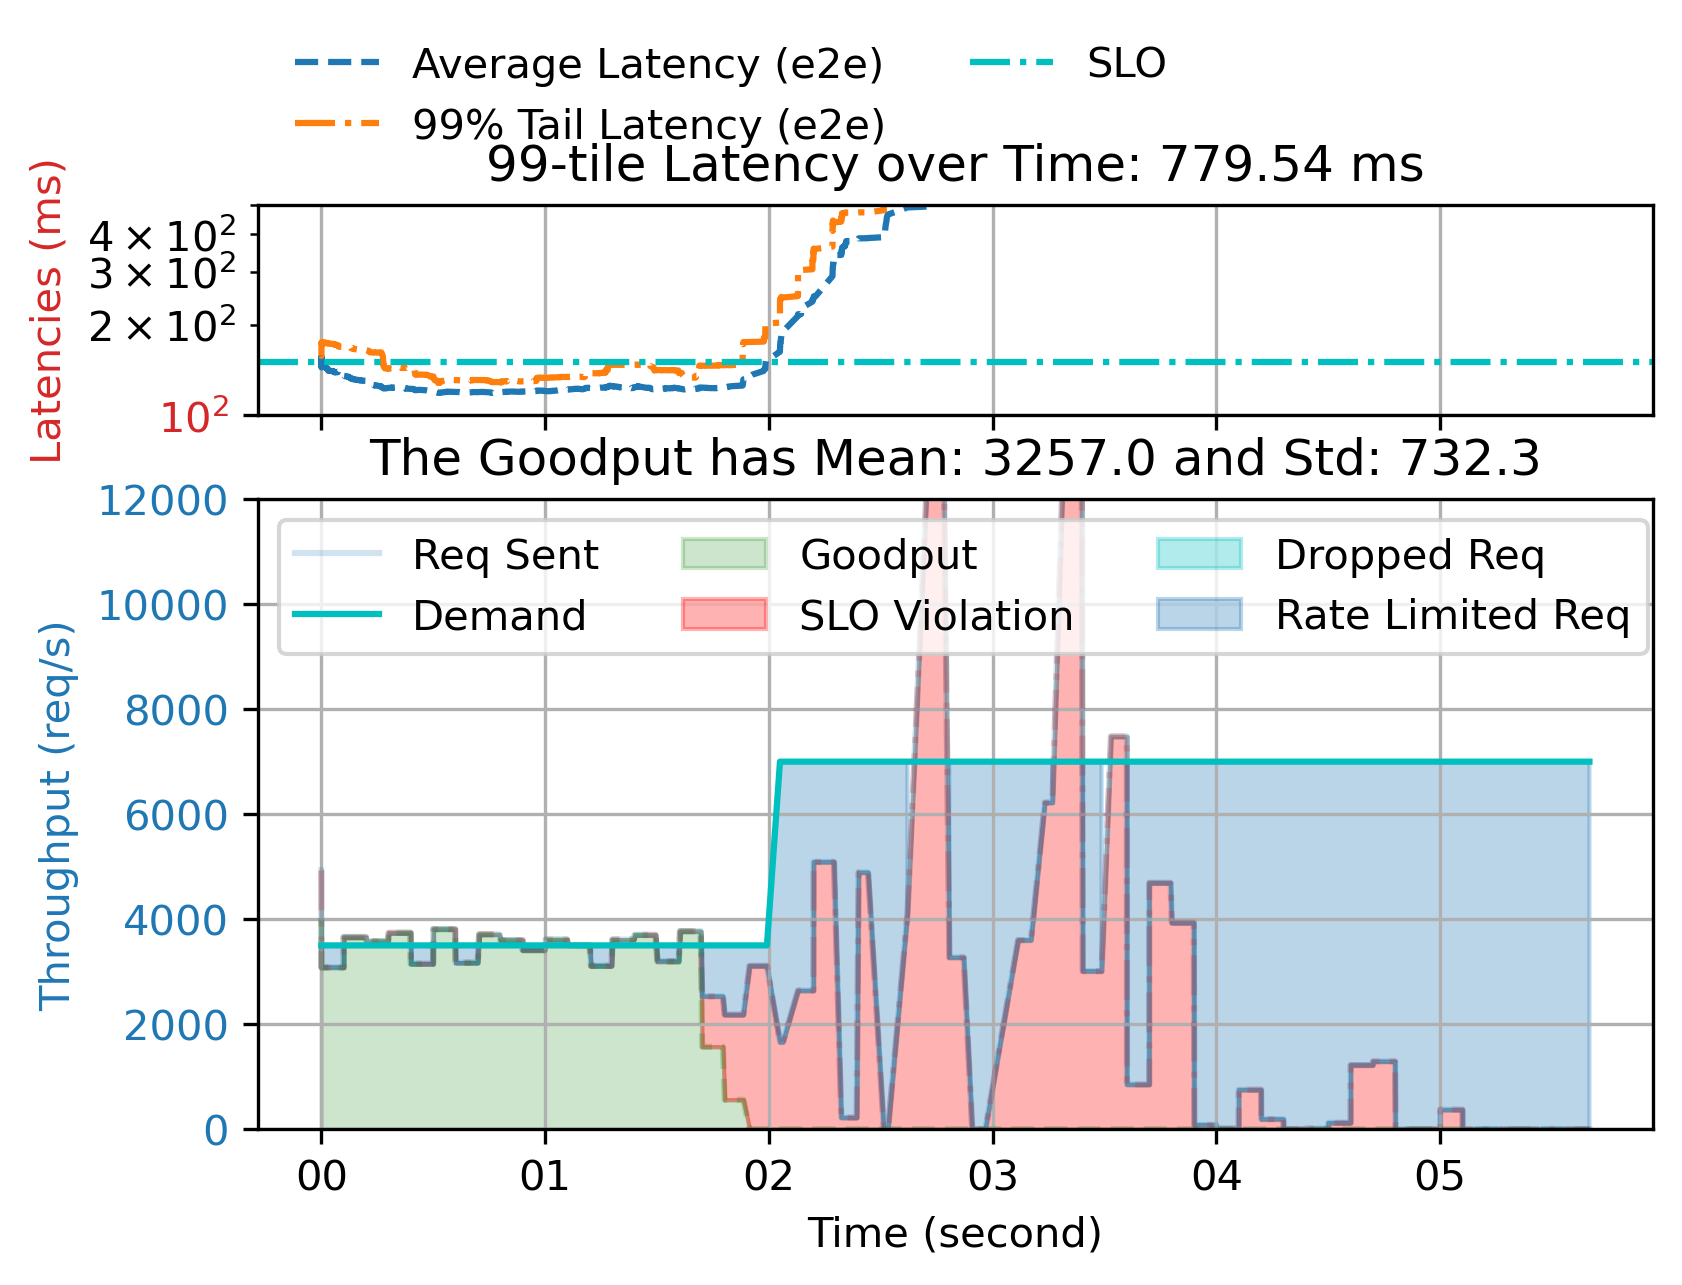 Average Latency (e2e)
SLO
99% Tail Latency (e2e)
99-tile Latency over Time: 779.54 ms
Latencies (ms)
4 × 10²
3 × 10²
2 × 10²
10²
The Goodput has Mean: 3257.0 and Std: 732.3
Throughput (req/s)
12000
10000
8000
6000
4000
2000
0
Req Sent
Goodput
Dropped Req
Demand
SLO Violation
Rate Limited Req
00 01 02 03 04 05
Time (second)